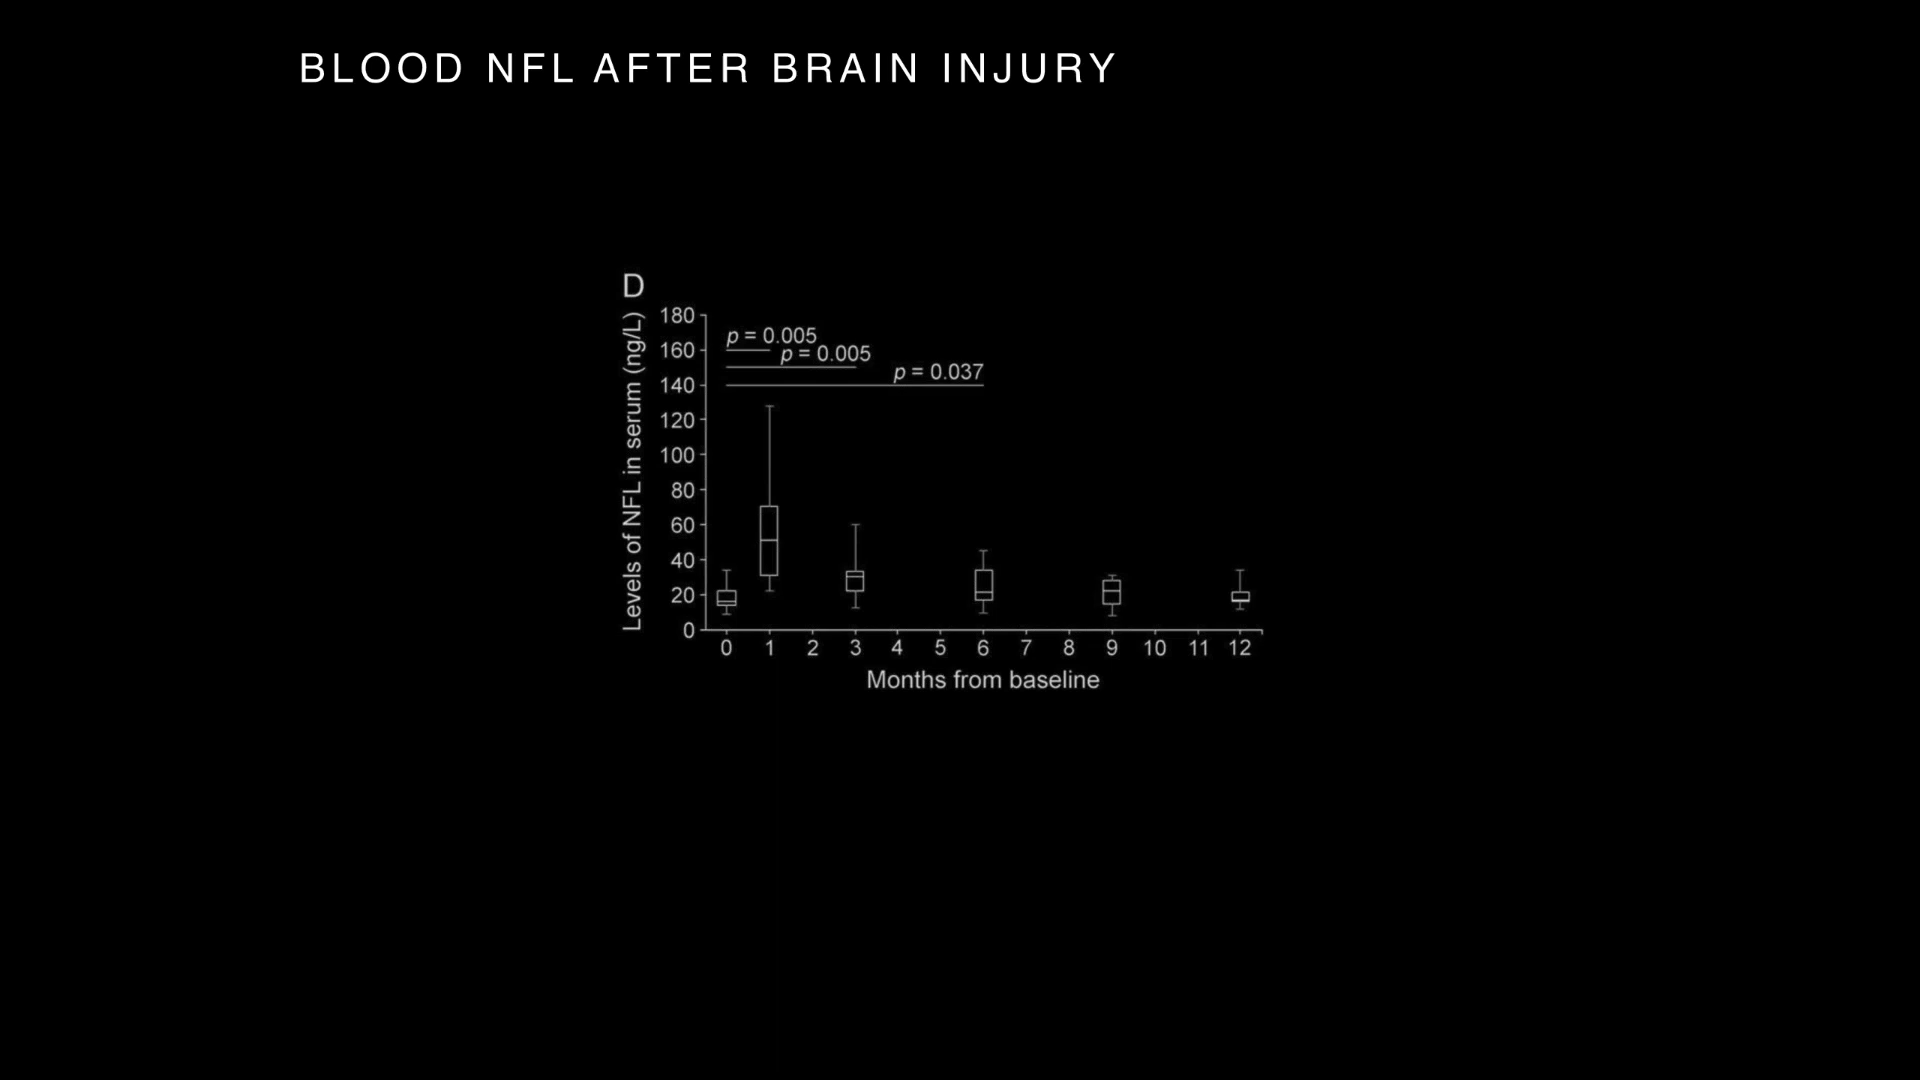 BLOOD NFL AFTER BRAIN INJURY
D
Levels of NFL in serum (ng/L)
180
160
140
120
100
80
60
40
20
0
p = 0.005
p = 0.005
p = 0.037
0 1 2 3 4 5 6 7 8 9 10 11 12
Months from baseline